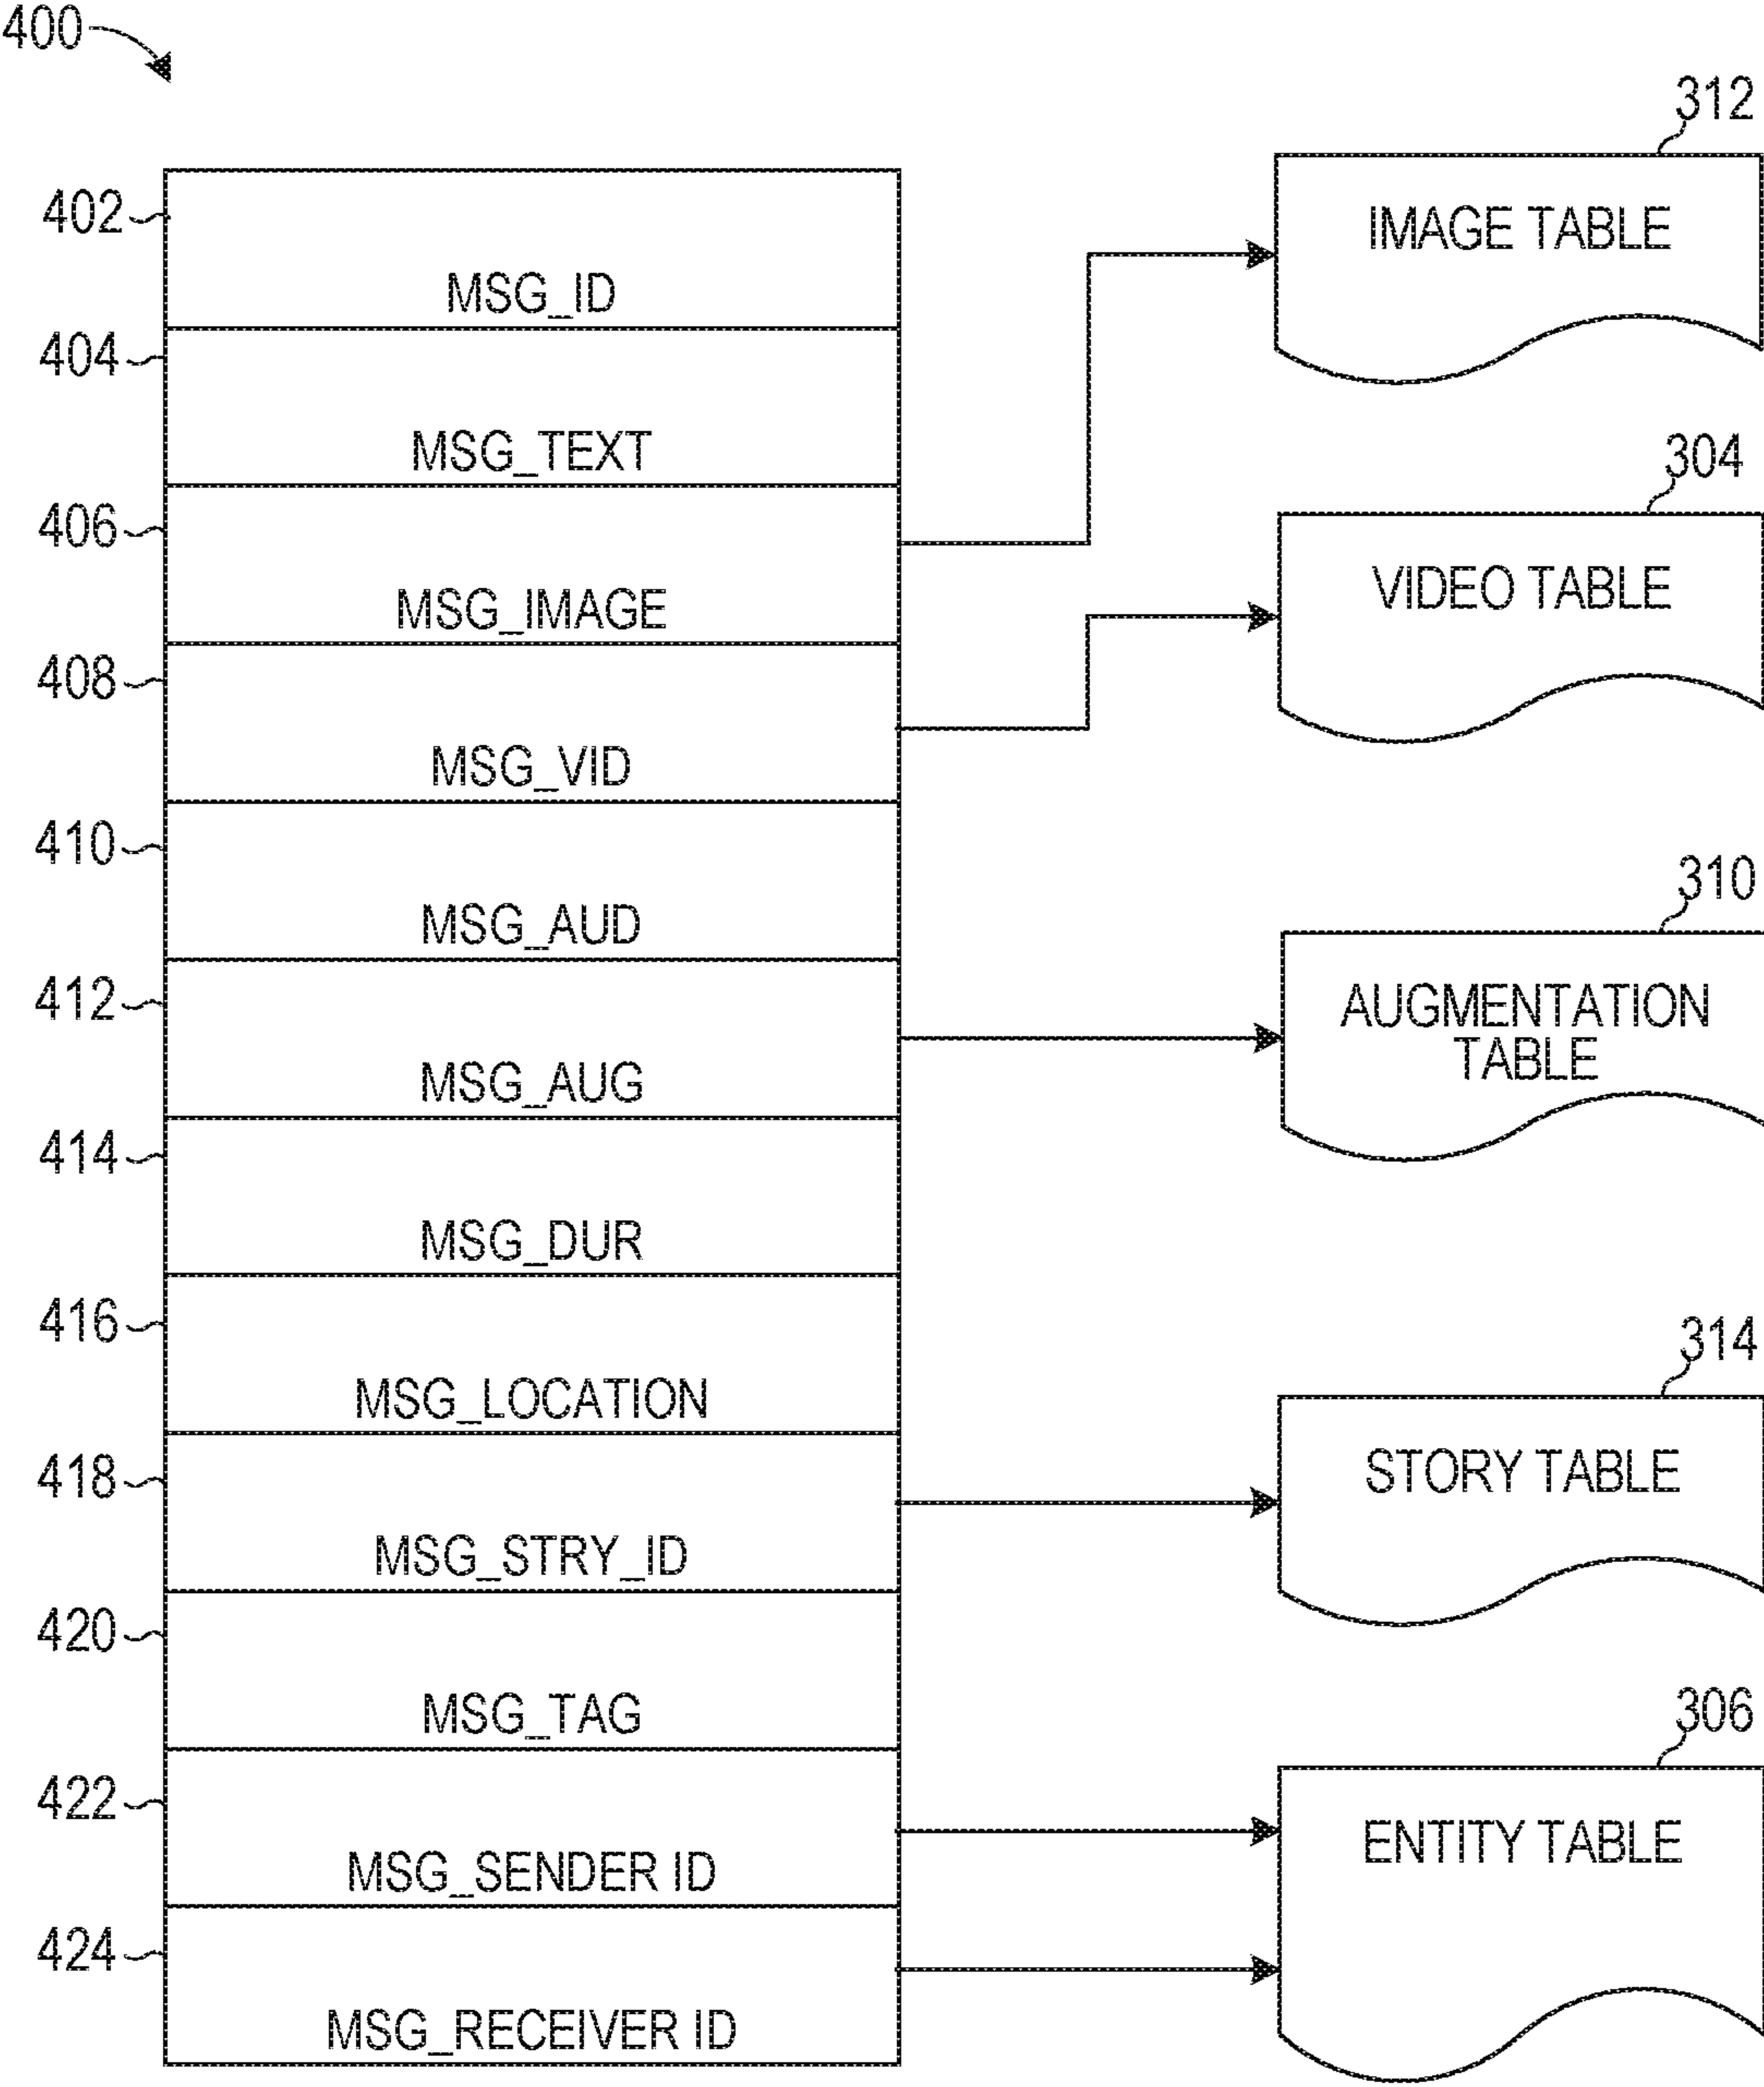 400
312
402
IMAGE TABLE
MSG_ID
404
MSG_TEXT
304
406
VIDEO TABLE
MSG_IMAGE
408
MSG_VID
410
310
MSG_AUD
412
AUGMENTATION
TABLE
MSG_AUG
414
MSG_DUR
416
314
MSG_LOCATION
418
STORY TABLE
MSG_STRY_ID
420
MSG_TAG
306
422
ENTITY TABLE
MSG_SENDER ID
424
MSG_RECEIVER ID